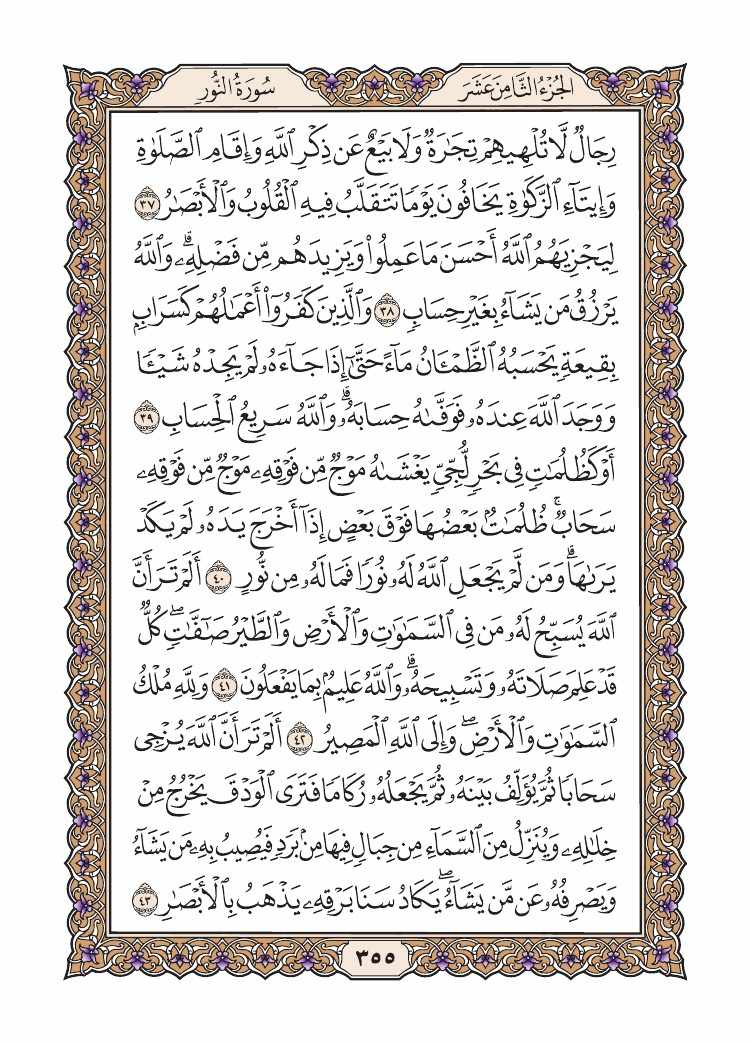 الجُزْءُ الثَّامِنَ عَشَرَ
سُورَةُ النُّورِ
رِجَالٌ لَّا تُلْهِيهِمْ تِجَٰرَةٌ وَلَا بَيْعٌ عَن ذِكْرِ ٱللَّهِ وَإِقَامِ ٱلصَّلَوٰةِ
وَإِيتَآءِ ٱلزَّكَوٰةِ يَخَافُونَ يَوْمًا تَتَقَلَّبُ فِيهِ ٱلْقُلُوبُ وَٱلْأَبْصَٰرُ ٣٧
لِيَجْزِيَهُمُ ٱللَّهُ أَحْسَنَ مَا عَمِلُوا۟ وَيَزِيدَهُم مِّن فَضْلِهِۦۗ وَٱللَّهُ
يَرْزُقُ مَن يَشَآءُ بِغَيْرِ حِسَابٍ ٣٨ وَٱلَّذِينَ كَفَرُوٓا۟ أَعْمَٰلُهُمْ كَسَرَابٍۭ
بِقِيعَةٍ يَحْسَبُهُ ٱلظَّمْـَٔانُ مَآءً حَتَّىٰٓ إِذَا جَآءَهُۥ لَمْ يَجِدْهُ شَيْـًٔا
وَوَجَدَ ٱللَّهَ عِندَهُۥ فَوَفَّىٰهُ حِسَابَهُۥۗ وَٱللَّهُ سَرِيعُ ٱلْحِسَابِ ٣٩
أَوْ كَظُلُمَٰتٍ فِى بَحْرٍ لُّجِّىٍّ يَغْشَىٰهُ مَوْجٌ مِّن فَوْقِهِۦ مَوْجٌ مِّن فَوْقِهِۦ
سَحَابٌۚ ظُلُمَٰتٌۢ بَعْضُهَا فَوْقَ بَعْضٍ إِذَآ أَخْرَجَ يَدَهُۥ لَمْ يَكَدْ
يَرَىٰهَاۗ وَمَن لَّمْ يَجْعَلِ ٱللَّهُ لَهُۥ نُورًا فَمَا لَهُۥ مِن نُّورٍ ٤٠ أَلَمْ تَرَ أَنَّ
ٱللَّهَ يُسَبِّحُ لَهُۥ مَن فِى ٱلسَّمَٰوَٰتِ وَٱلْأَرْضِ وَٱلطَّيْرُ صَٰٓفَّٰتٍۖ كُلٌّ
قَدْ عَلِمَ صَلَاتَهُۥ وَتَسْبِيحَهُۥۗ وَٱللَّهُ عَلِيمٌۢ بِمَا يَفْعَلُونَ ٤١ وَلِلَّهِ مُلْكُ
ٱلسَّمَٰوَٰتِ وَٱلْأَرْضِۖ وَإِلَى ٱللَّهِ ٱلْمَصِيرُ ٤٢ أَلَمْ تَرَ أَنَّ ٱللَّهَ يُزْجِى
سَحَابًا ثُمَّ يُؤَلِّفُ بَيْنَهُۥ ثُمَّ يَجْعَلُهُۥ رُكَامًا فَتَرَى ٱلْوَدْقَ يَخْرُجُ مِنْ
خِلَٰلِهِۦ وَيُنَزِّلُ مِنَ ٱلسَّمَآءِ مِن جِبَالٍ فِيهَا مِنۢ بَرَدٍ فَيُصِيبُ بِهِۦ مَن يَشَآءُ
وَيَصْرِفُهُۥ عَن مَّن يَشَآءُۖ يَكَادُ سَنَا بَرْقِهِۦ يَذْهَبُ بِٱلْأَبْصَٰرِ ٤٣
٣٥٥